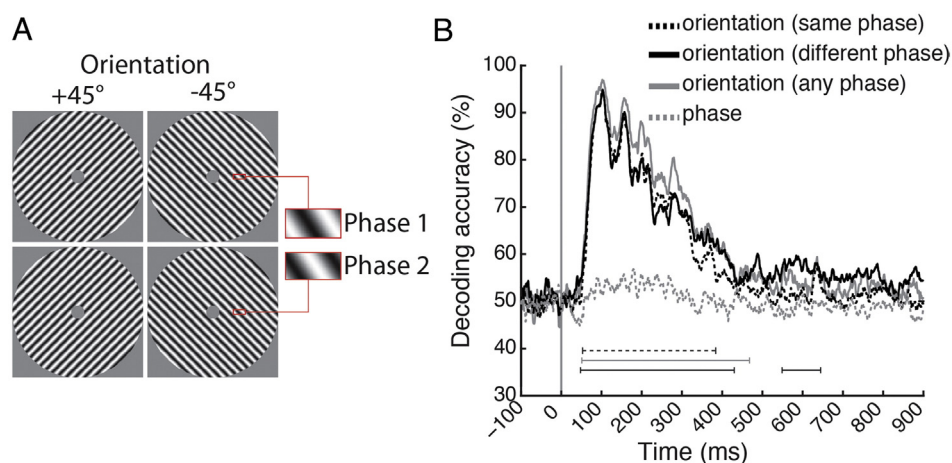 A
Orientation
+45° -45°
Phase 1
Phase 2
B
orientation (same phase)
orientation (different phase)
orientation (any phase)
phase
Decoding accuracy (%)
100
90
80
70
60
50
40
30
-100 0 100 200 300 400 500 600 700 800 900
Time (ms)